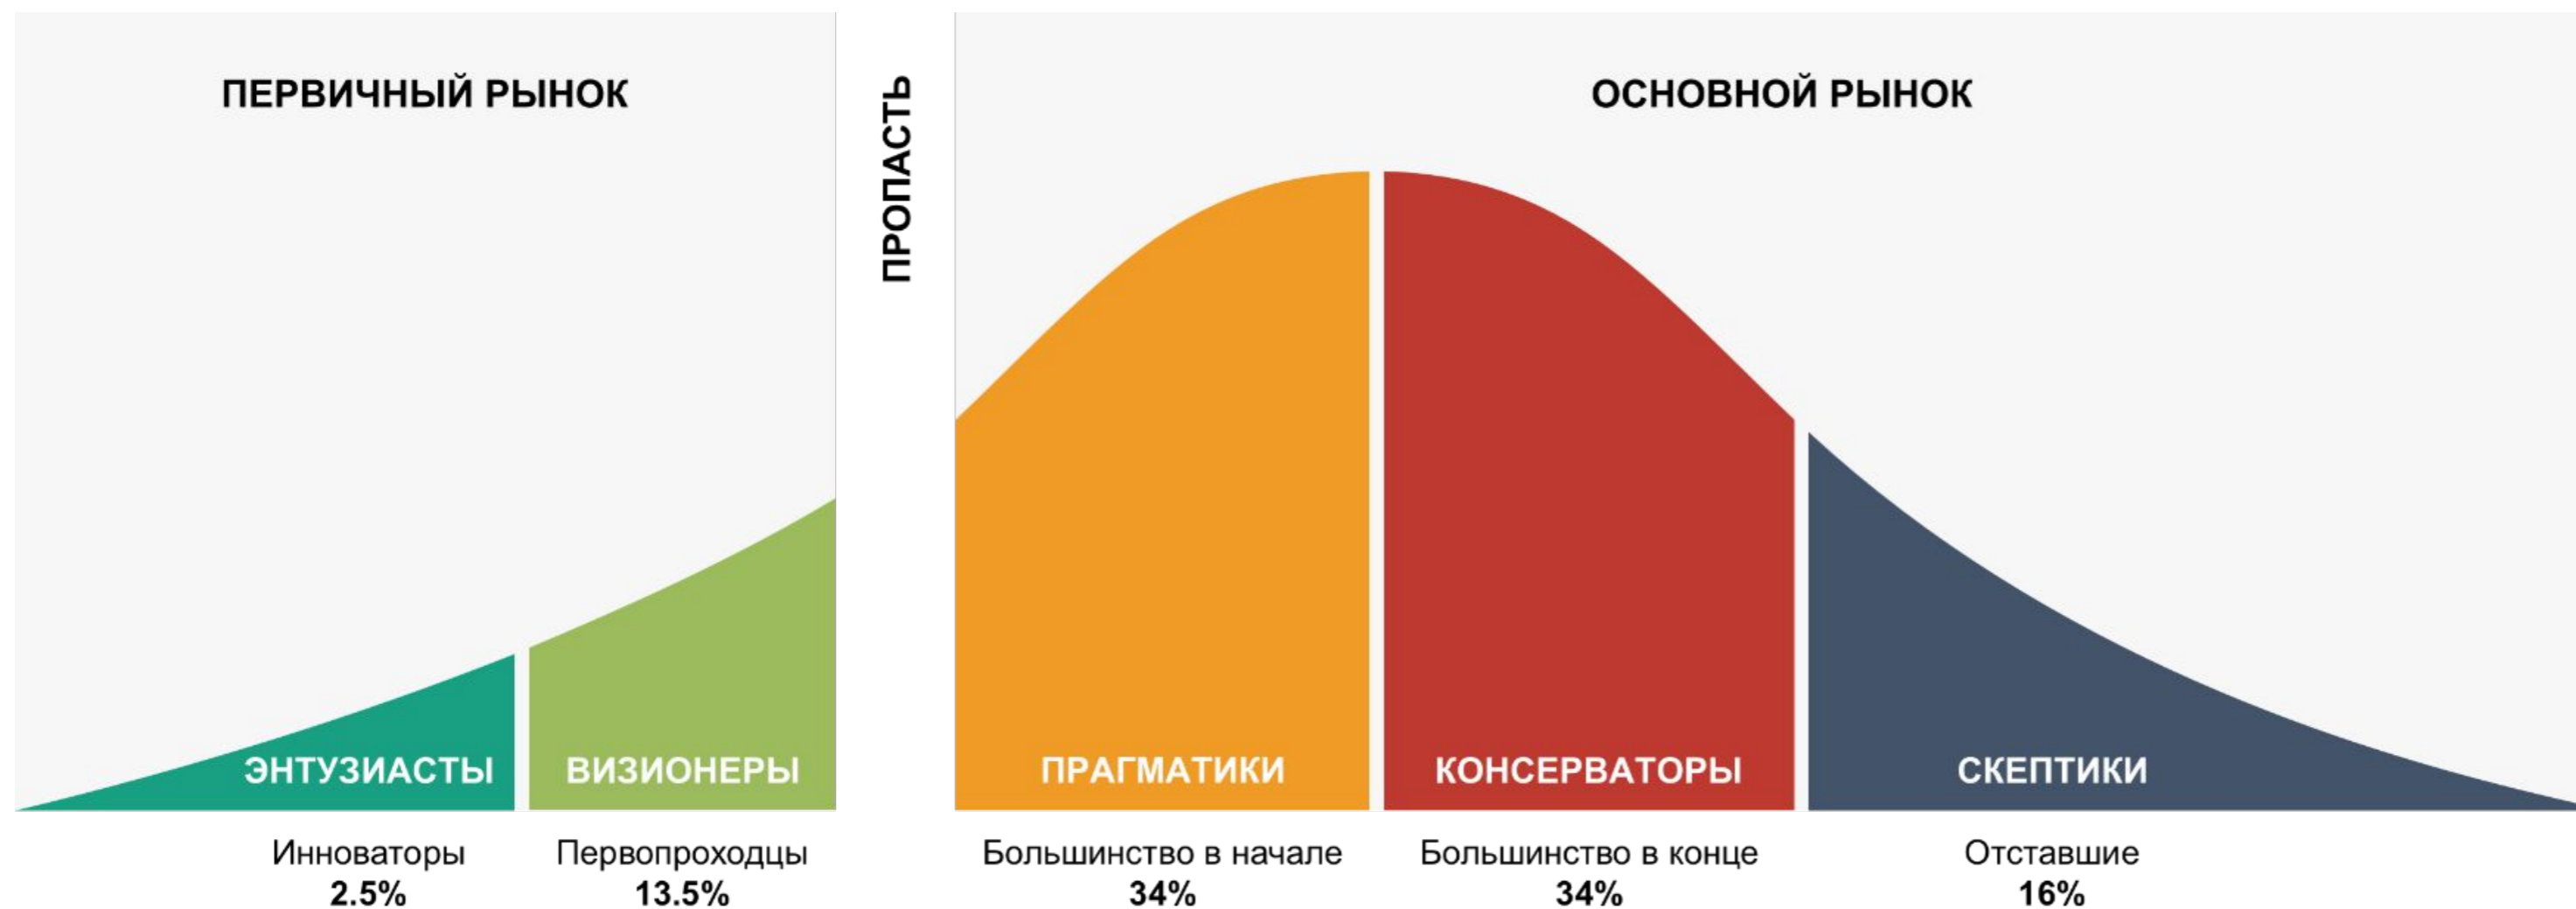 ПЕРВИЧНЫЙ РЫНОК
ПРОПАСТЬ
ОСНОВНОЙ РЫНОК
ЭНТУЗИАСТЫ
ВИЗИОНЕРЫ
ПРАГМАТИКИ
КОНСЕРВАТОРЫ
СКЕПТИКИ
Инноваторы
2.5%
Первопроходцы
13.5%
Большинство в начале
34%
Большинство в конце
34%
Отставшие
16%